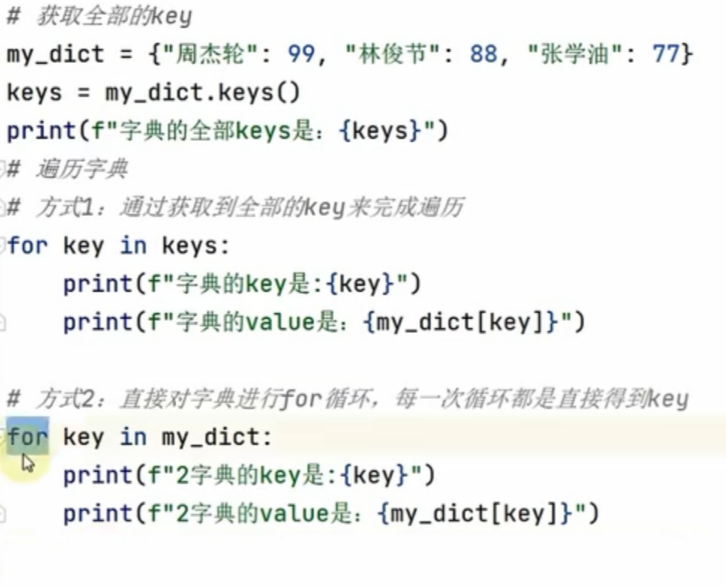 # 获取全部的key
my_dict = {"周杰轮": 99, "林俊节": 88, "张学油": 77}
keys = my_dict.keys()
print(f"字典的全部keys是：{keys}")
# 遍历字典
# 方式1：通过获取到全部的key来完成遍历
for key in keys:
    print(f"字典的key是:{key}")
    print(f"字典的value是：{my_dict[key]}")
# 方式2：直接对字典进行for循环，每一次循环都是直接得到key
for key in my_dict:
    print(f"2字典的key是:{key}")
    print(f"2字典的value是：{my_dict[key]}")